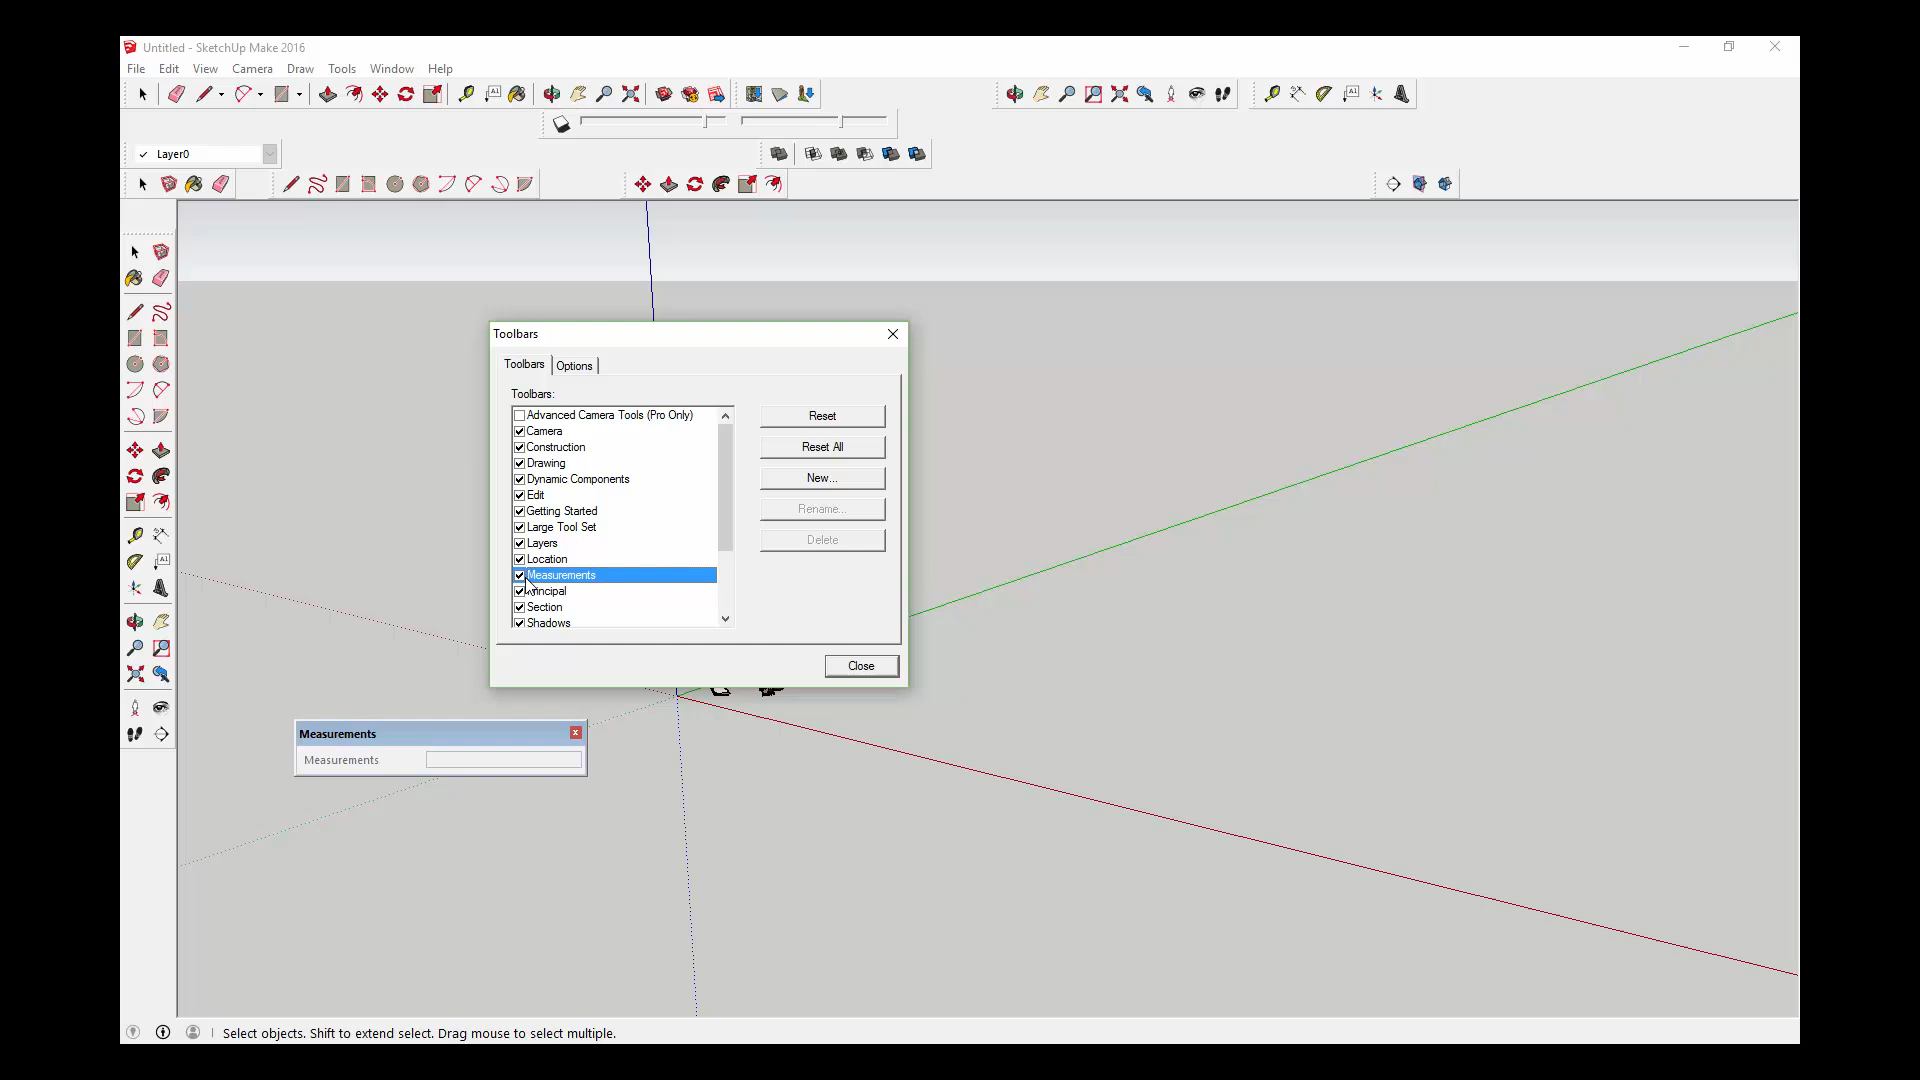 Untitled - SketchUp Make 2016
File Edit View Camera Draw Tools Window Help
Layer0
Toolbars
Toolbars Options
Toolbars:
Advanced Camera Tools (Pro Only)
Camera
Construction
Drawing
Dynamic Components
Edit
Getting Started
Large Tool Set
Layers
Location
Measurements
Section
Shadows
Reset
Reset All
New...
Rename...
Delete
Close
Measurements
Measurements
Select objects. Shift to extend select. Drag mouse to select multiple.